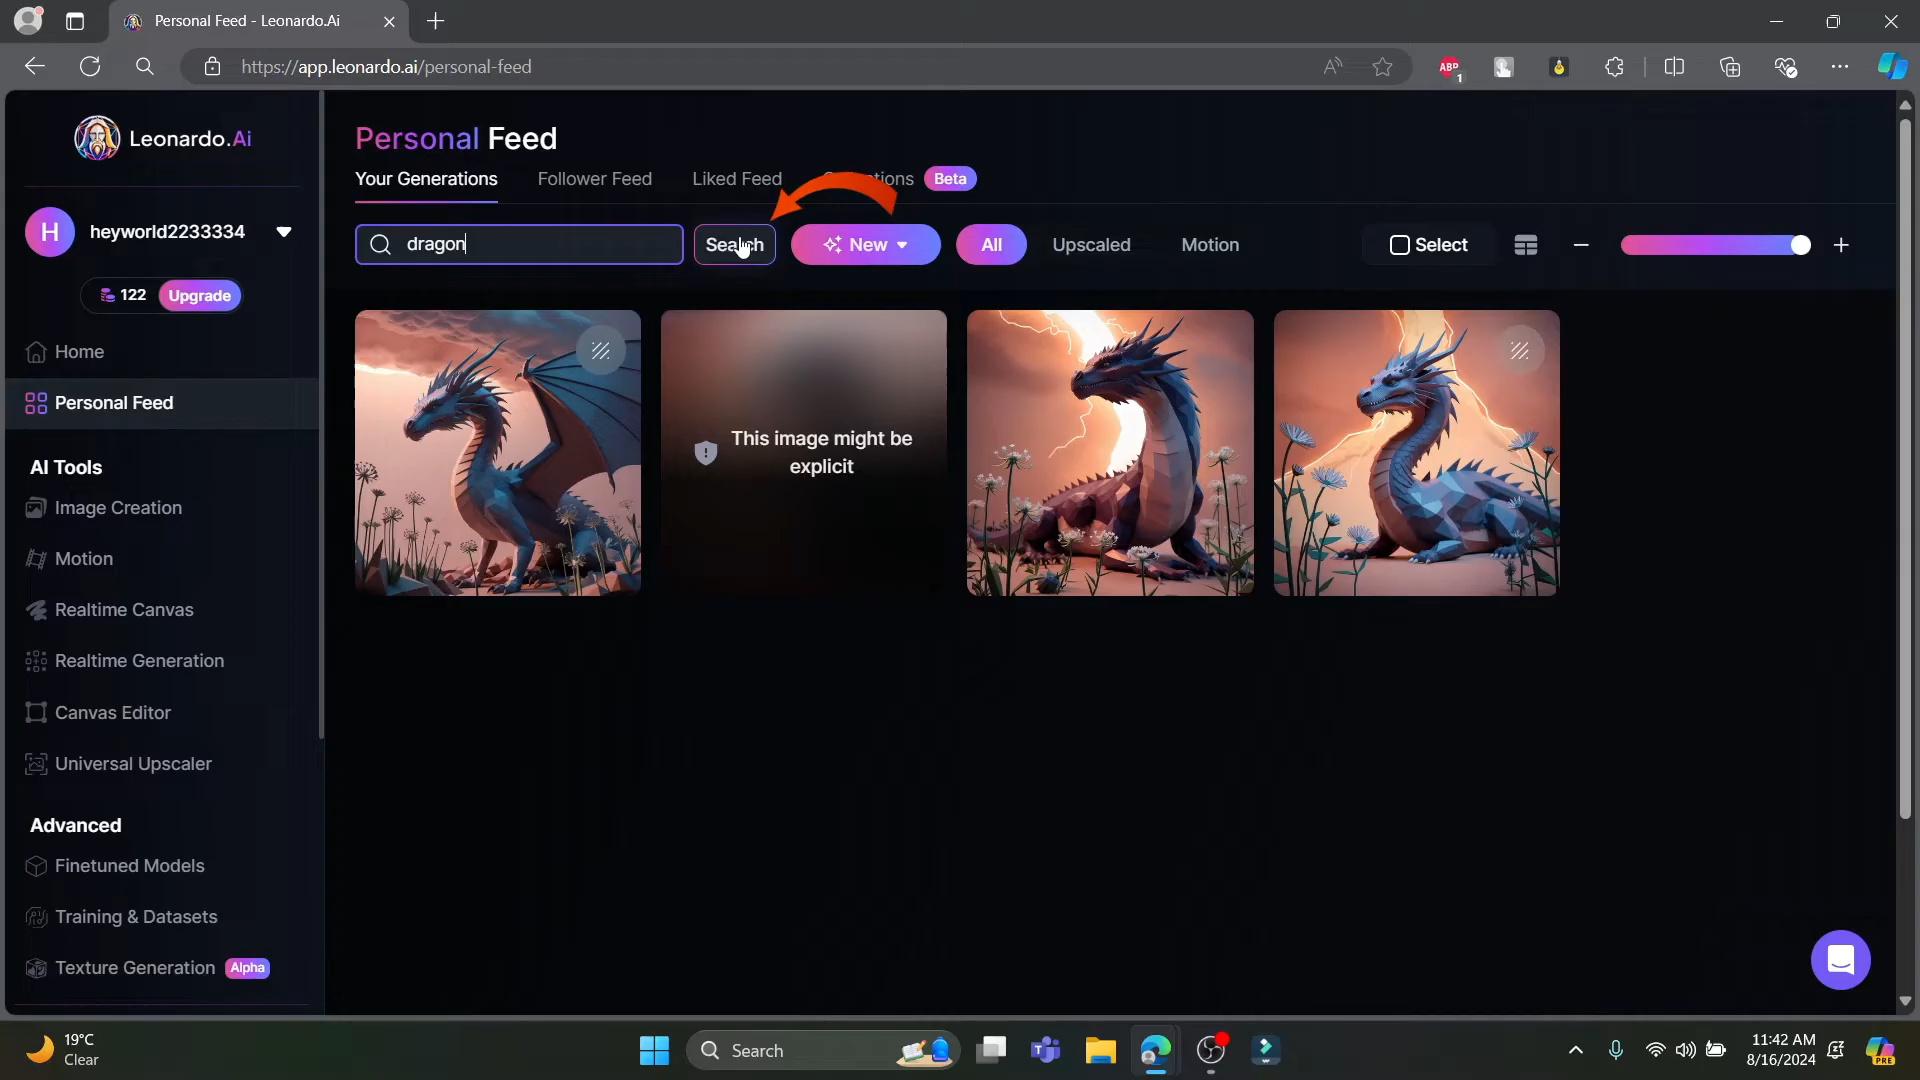 Personal Feed - Leonardo.Ai
https://app.leonardo.ai/personal-feed
ABP
1
Leonardo.Ai
H
heyworld2233334
122
Upgrade
Home
Personal Feed
AI Tools
Image Creation
Motion
Realtime Canvas
Realtime Generation
Canvas Editor
Universal Upscaler
Advanced
Finetuned Models
Training & Datasets
Texture Generation Alpha
Personal Feed
Your Generations
Follower Feed
Liked Feed
Beta
dragon
Search
New
All
Upscaled
Motion
Select
This image might be
explicit
19°C
Clear
Search
11:42 AM
8/16/2024
PRE